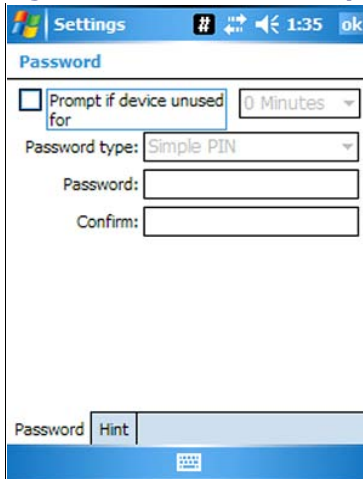 Settings # 1:35 ok
Password
Prompt if device unused
for
0 Minutes
Password type: Simple PIN
Password:
Confirm:
Password Hint